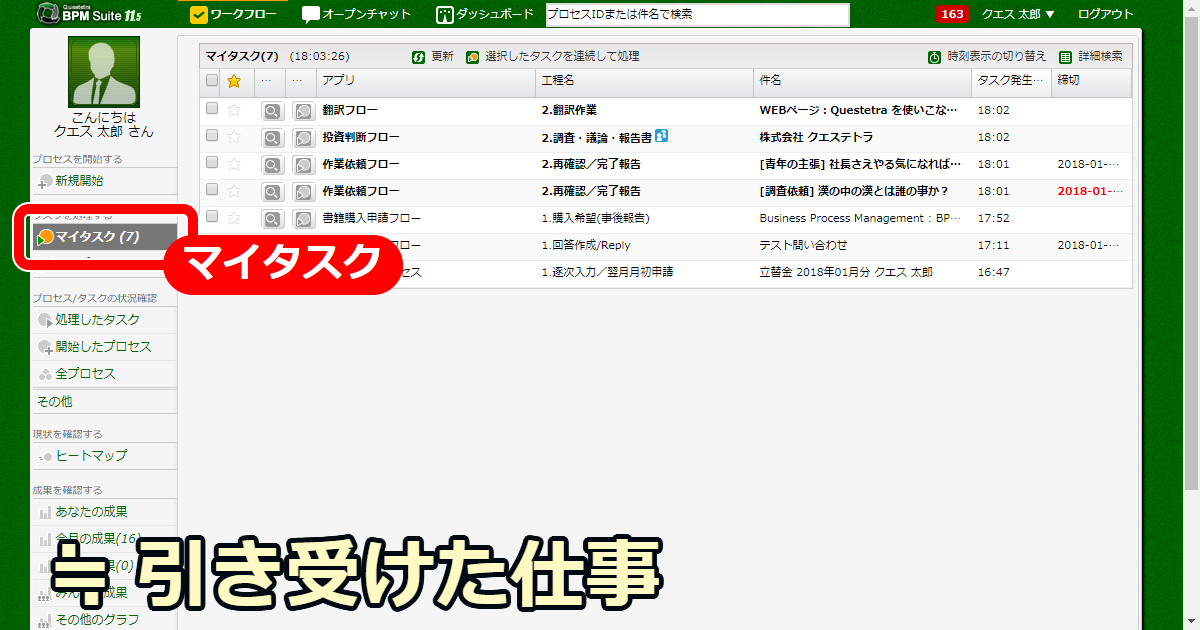 Questetra
BPM Suite 11.5
ワークフロー
オープンチャット
ダッシュボード
プロセスIDまたは件名で検索
163
クエス 太郎 ▼
ログアウト
こんにちは
クエス 太郎 さん
プロセスを開始する
新規開始
タスクを処理する
マイタスク (7)
プロセス/タスクの状況確認
処理したタスク
開始したプロセス
全プロセス
その他
現状を確認する
ヒートマップ
成果を確認する
あなたの成果
今月の成果(16)
(0)
成果
その他のグラフ
マイタスク(7) (18:03:26)
更新
選択したタスクを連続して処理
時刻表示の切り替え
詳細検索
... ... アプリ 工程名 件名 タスク発生... 締切
翻訳フロー 2.翻訳作業 WEBページ：Questetra を使いこな... 18:02
投資判断フロー 2.調査・議論・報告書 株式会社 クエステトラ 18:02
作業依頼フロー 2.再確認／完了報告 [青年の主張] 社長さえやる気になれば... 18:01 2018-01-...
作業依頼フロー 2.再確認／完了報告 [調査依頼] 漢の中の漢とは誰の事か？ 18:01 2018-01-...
書籍購入申請フロー 1.購入希望(事後報告) Business Process Management : BP... 17:52
フロー 1.回答作成/Reply テスト問い合わせ 17:11 2018-01-...
セス 1.逐次入力／翌月月初申請 立替金 2018年01月分 クエス 太郎 16:47
マイタスク
≒ 引き受けた仕事